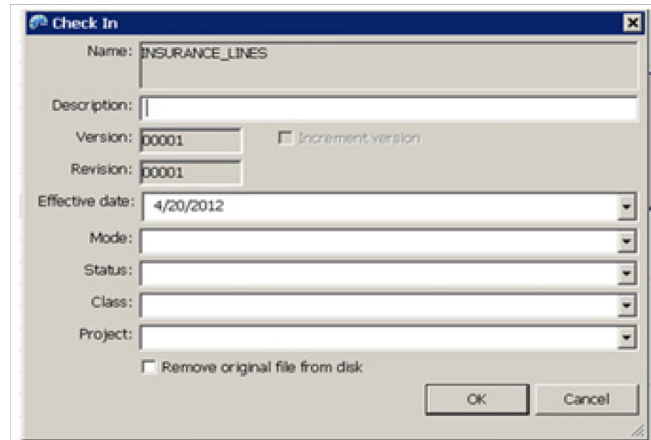 Check In
Name: INSURANCE_LINES
Description:
Version: 00001 Increment version
Revision: 00001
Effective date: 4/20/2012
Mode:
Status:
Class:
Project:
Remove original file from disk
OK Cancel